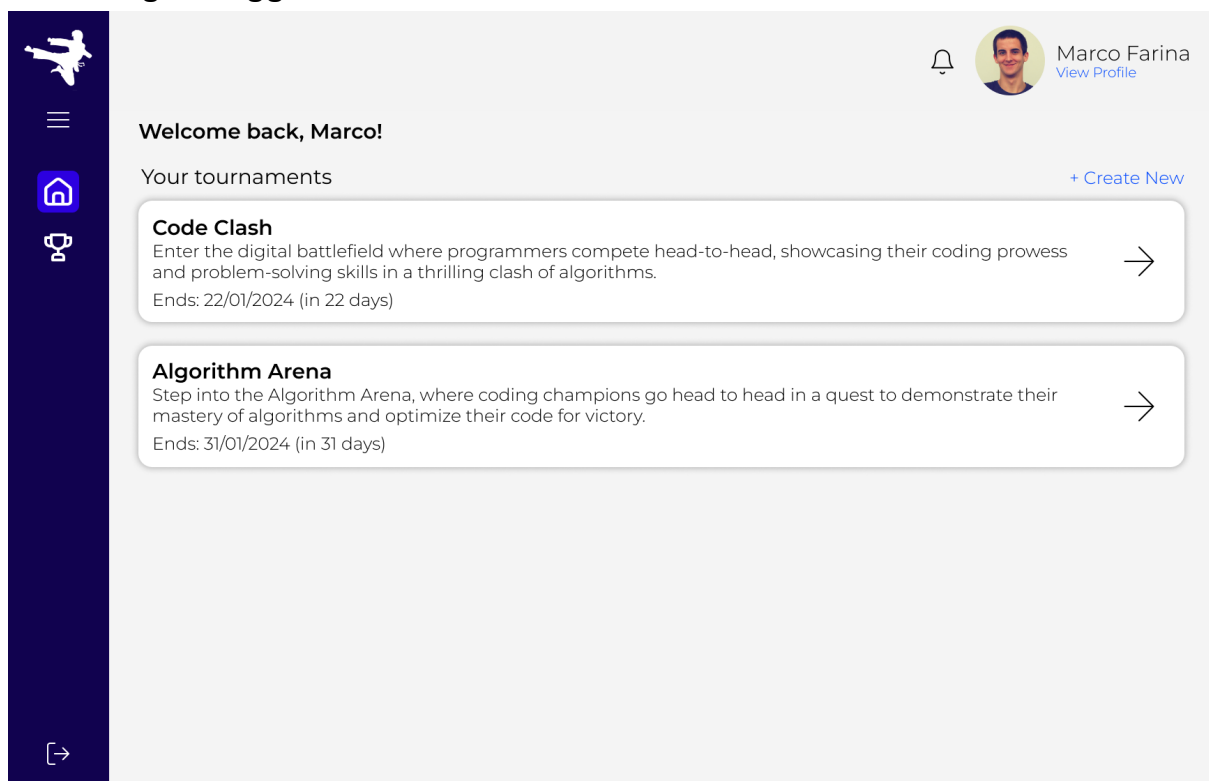 Marco Farina
View Profile
Welcome back, Marco!
Your tournaments
+ Create New
Code Clash
Enter the digital battlefield where programmers compete head-to-head, showcasing their coding prowess
and problem-solving skills in a thrilling clash of algorithms.
Ends: 22/01/2024 (in 22 days)
Algorithm Arena
Step into the Algorithm Arena, where coding champions go head to head in a quest to demonstrate their
mastery of algorithms and optimize their code for victory.
Ends: 31/01/2024 (in 31 days)